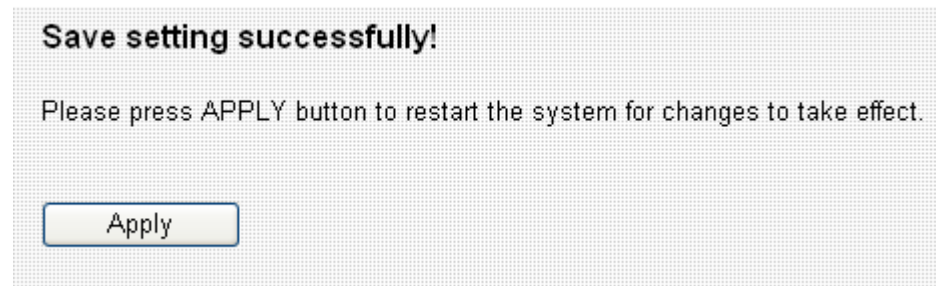 Save setting successfully!
Please press APPLY button to restart the system for changes to take effect.
Apply